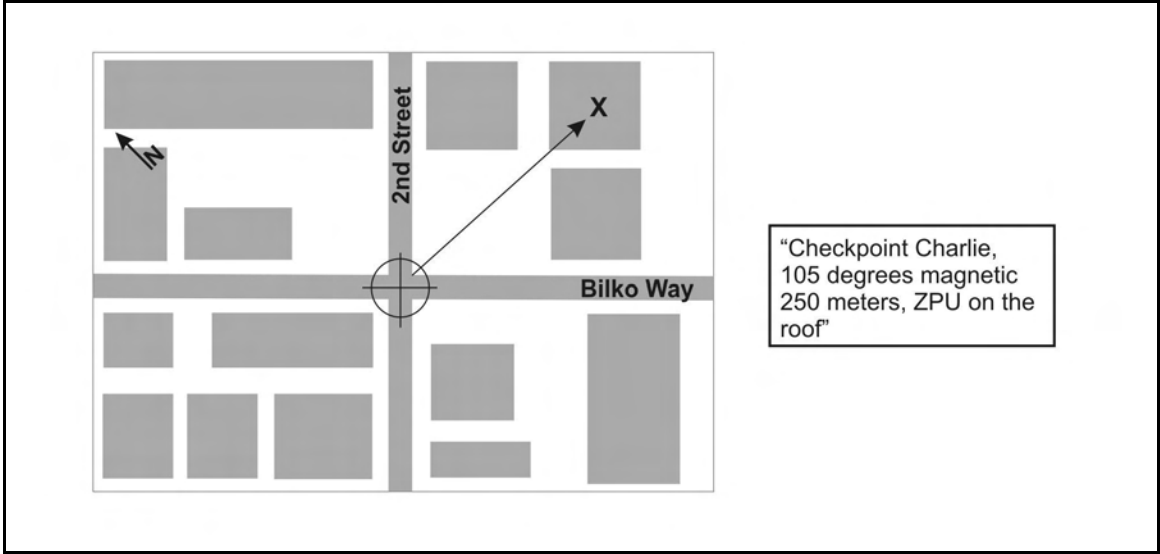 2nd Street
X
N
Bilko Way
“Checkpoint Charlie,
105 degrees magnetic
250 meters, ZPU on the
roof”